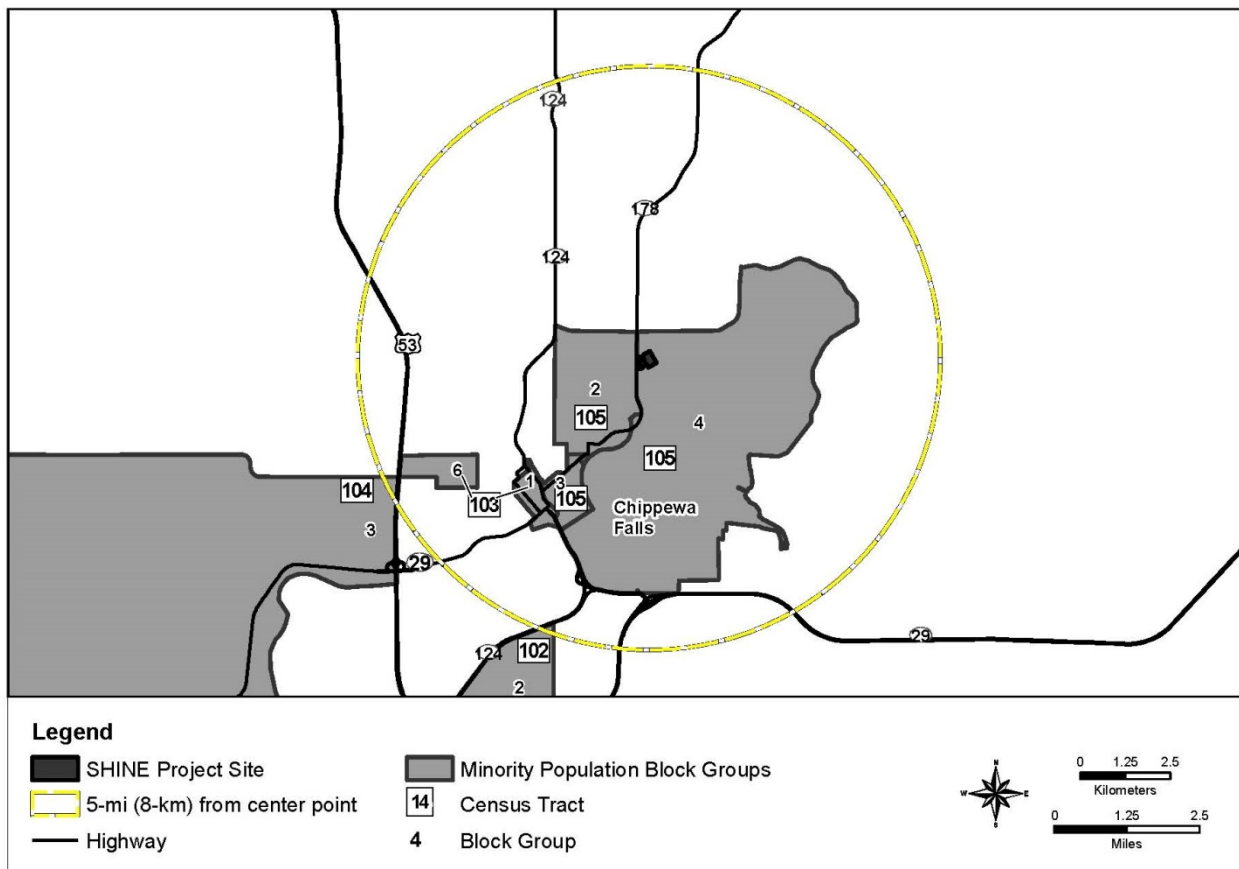 124
178
124
53
2
105
4
105
6
1
3
103
105
104
3
Chippewa
Falls
29
29
124
102
2
Legend
SHINE Project Site
5-mi (8-km) from center point
Highway
Minority Population Block Groups
14 Census Tract
4 Block Group
N
W E
S
0 1.25 2.5
Kilometers
0 1.25 2.5
Miles